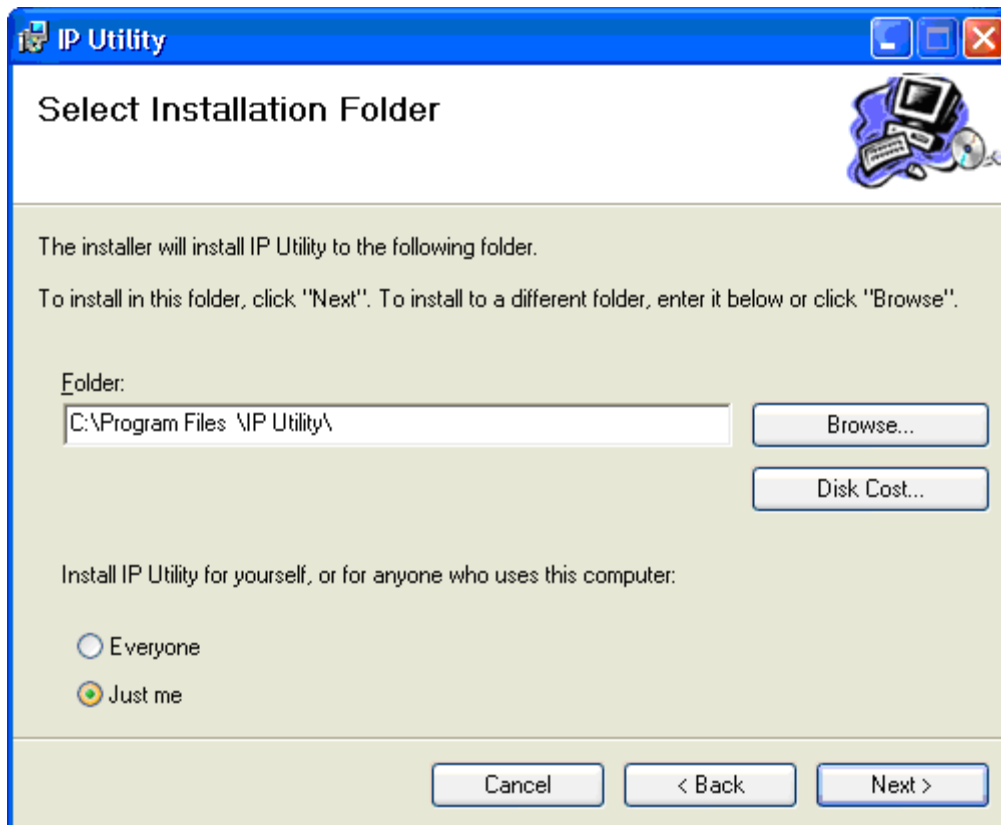 IP Utility
Select Installation Folder
The installer will install IP Utility to the following folder.
To install in this folder, click "Next". To install to a different folder, enter it below or click "Browse".
Folder:
C:\Program Files  \IP Utility\
Browse...
Disk Cost...
Install IP Utility for yourself, or for anyone who uses this computer:
Everyone
Just me
Cancel
< Back
Next >